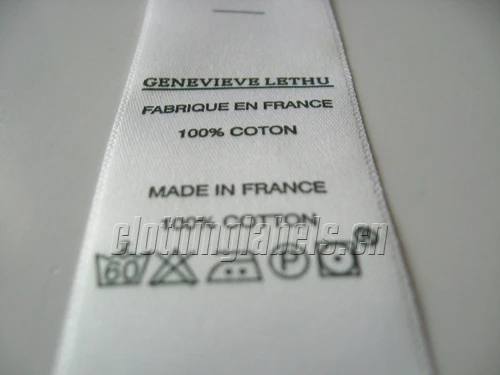 GENEVIEVE LETHU
FABRIQUE EN FRANCE
100% COTON
MADE IN FRANCE
100% COTTON
clothinglabels.cn
60 P